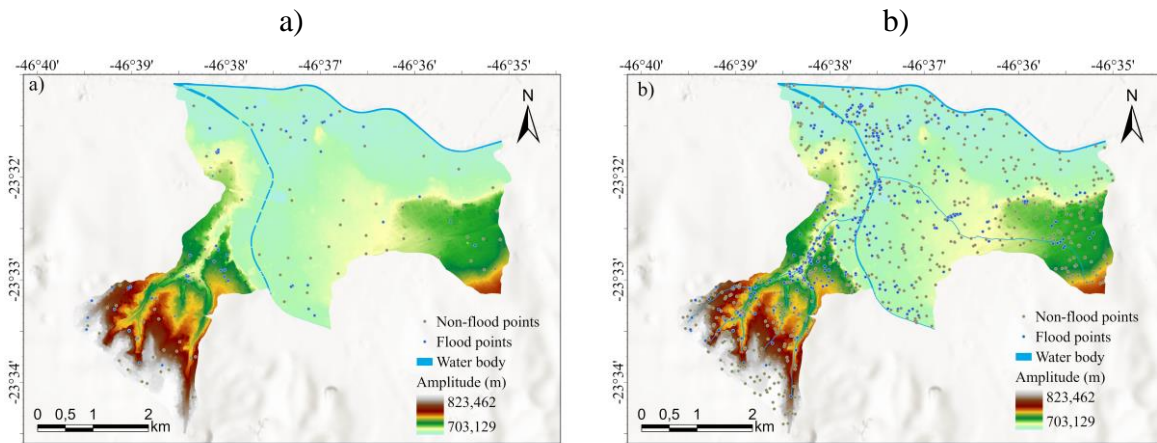 a)
b)
-46°40' -46°39' -46°38' -46°37' -46°36' -46°35'
a)
N
-23°32'
-23°33'
-23°34'
Non-flood points
Flood points
Water body
Amplitude (m)
823,462
703,129
0 0,5 1 2
km
-46°40' -46°39' -46°38' -46°37' -46°36' -46°35'
b)
N
-23°32'
-23°33'
-23°34'
Non-flood points
Flood points
Water body
Amplitude (m)
823,462
703,129
0 0,5 1 2
km